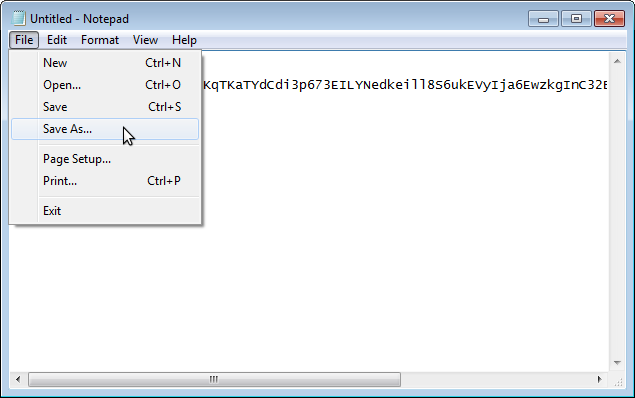 Untitled - Notepad
File Edit Format View Help
New Ctrl+N
Open... Ctrl+O
Save Ctrl+S
Save As...
Page Setup...
Print... Ctrl+P
Exit
KqTKaTYdCdi3p673EILYNedkeill8S6ukEVyIja6EwzkgInC32E